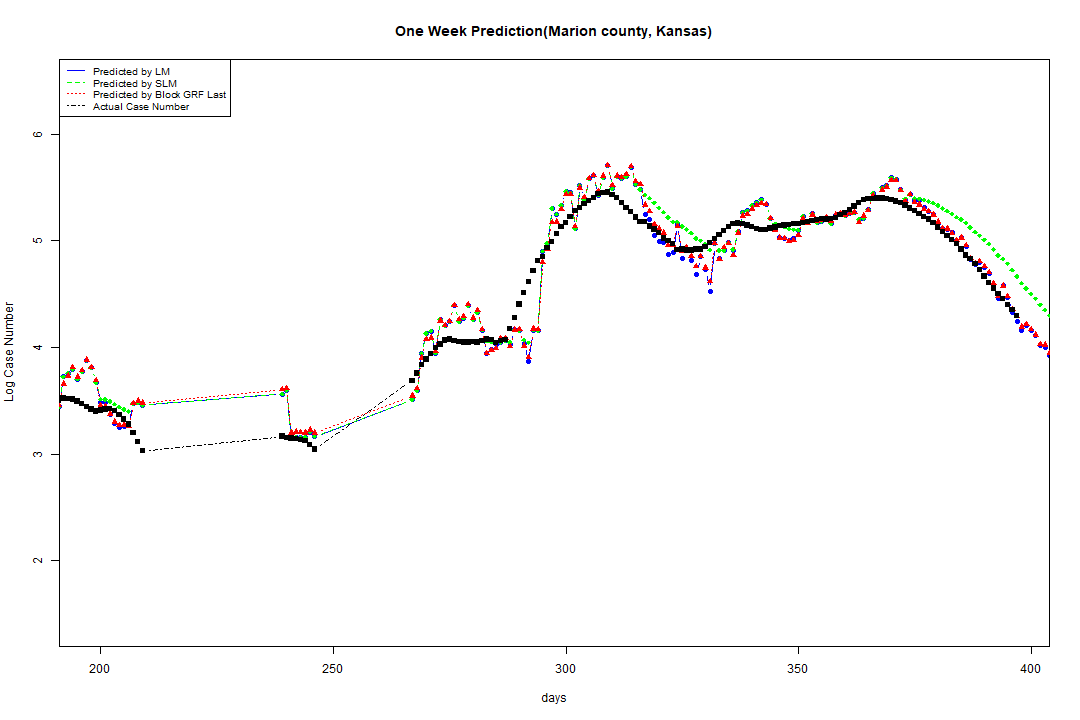 One Week Prediction(Marion county, Kansas)
Predicted by LM
Predicted by SLM
Predicted by Block GRF Last
Actual Case Number
6
5
4
3
2
Log Case Number
200
250
300
350
400
days